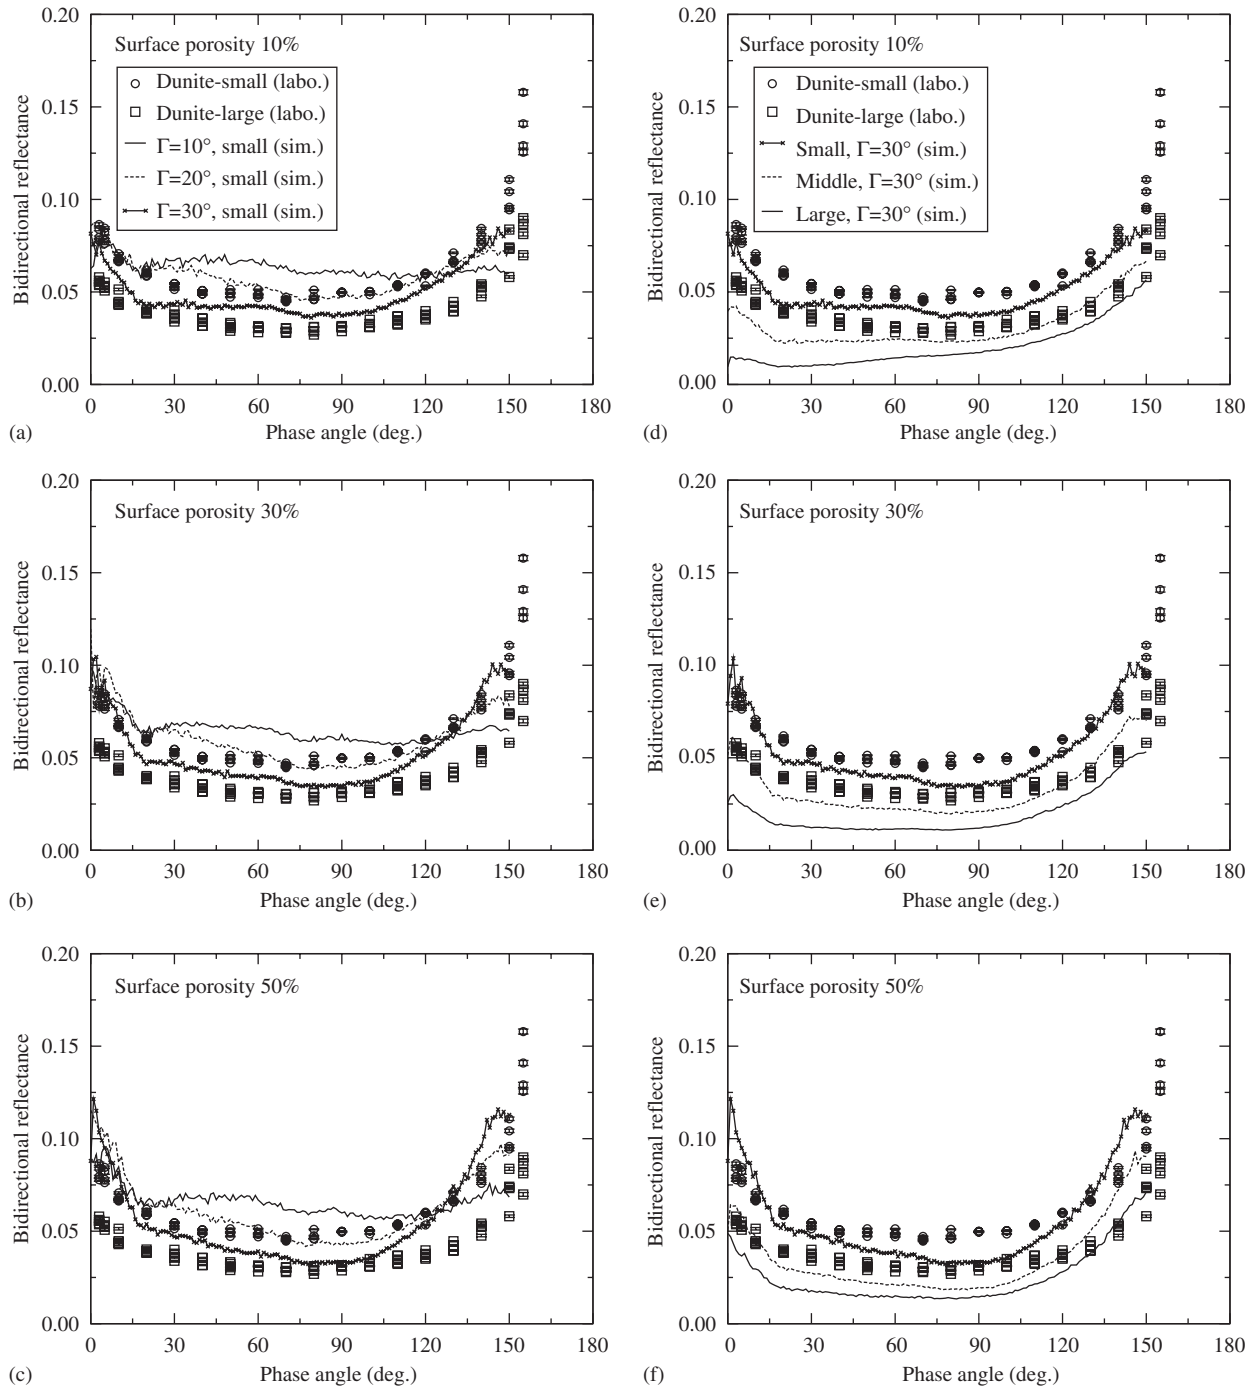 0.20
0.15
0.10
0.05
0.00
Bidirectional reflectance
Surface porosity 10%
Dunite-small (labo.)
Dunite-large (labo.)
Γ=10°, small (sim.)
Γ=20°, small (sim.)
Γ=30°, small (sim.)
0 30 60 90 120 150 180
(a) Phase angle (deg.)
0.20
0.15
0.10
0.05
0.00
Bidirectional reflectance
Surface porosity 10%
Dunite-small (labo.)
Dunite-large (labo.)
Small, Γ=30° (sim.)
Middle, Γ=30° (sim.)
Large, Γ=30° (sim.)
0 30 60 90 120 150 180
(d) Phase angle (deg.)
0.20
0.15
0.10
0.05
0.00
Bidirectional reflectance
Surface porosity 30%
0 30 60 90 120 150 180
(b) Phase angle (deg.)
0.20
0.15
0.10
0.05
0.00
Bidirectional reflectance
Surface porosity 30%
0 30 60 90 120 150 180
(e) Phase angle (deg.)
0.20
0.15
0.10
0.05
0.00
Bidirectional reflectance
Surface porosity 50%
0 30 60 90 120 150 180
(c) Phase angle (deg.)
0.20
0.15
0.10
0.05
0.00
Bidirectional reflectance
Surface porosity 50%
0 30 60 90 120 150 180
(f) Phase angle (deg.)